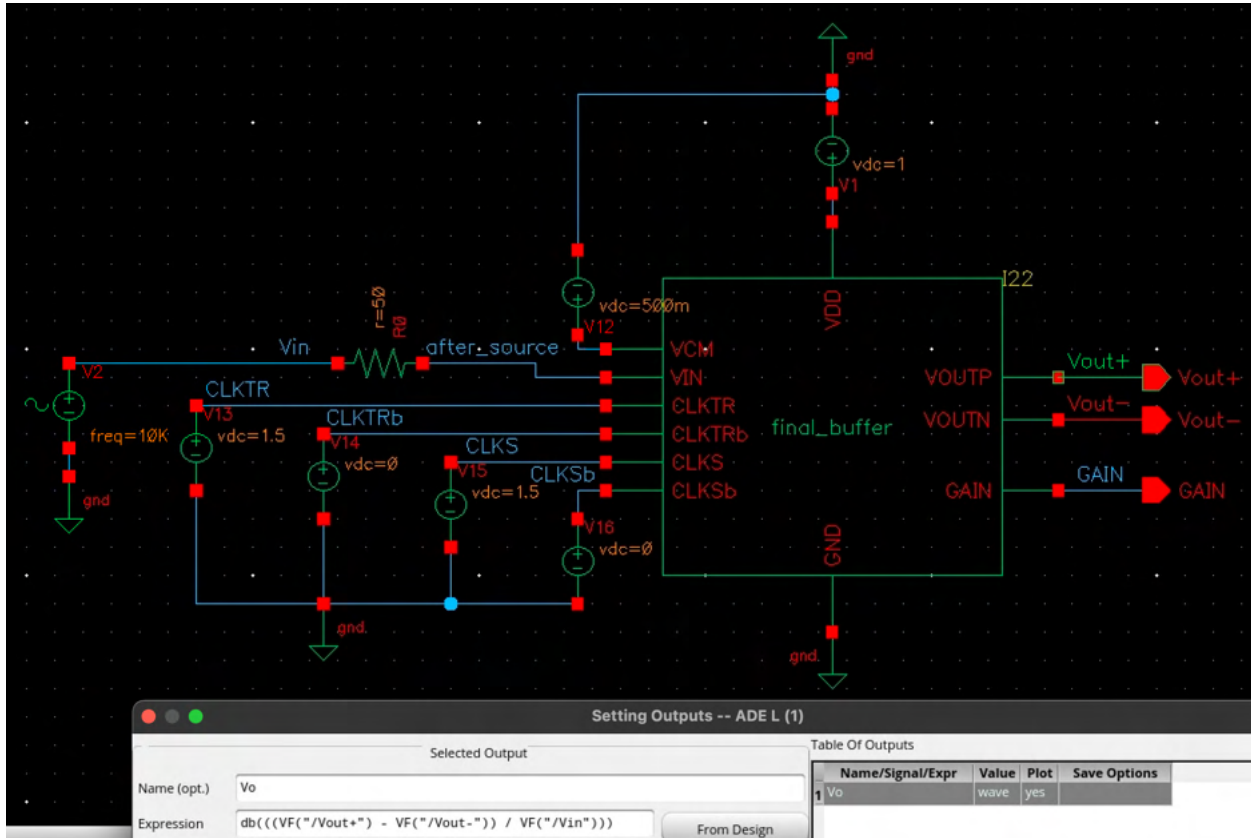 gnd
vdc=1
V1
I22
VDD
r=50
R0
vdc=500m
V12
Vin
after_source
VCM
V2
VIN
VOUTP
Vout+
Vout+
CLKTR
V13
CLKTR
freq=10K
vdc=1.5
CLKTRb
V14
CLKTRb
final_buffer
VOUTN
Vout-
Vout-
vdc=0
CLKS
V15
CLKS
vdc=1.5
CLKSb
CLKSb
GAIN
GAIN
GAIN
gnd
V16
vdc=0
GND
gnd
gnd
Setting Outputs -- ADE L (1)
Selected Output
Table Of Outputs
Name/Signal/Expr Value Plot Save Options
1 Vo wave yes
Name (opt.) Vo
Expression db(((VF("/Vout+") - VF("/Vout-")) / VF("/Vin")))
From Design